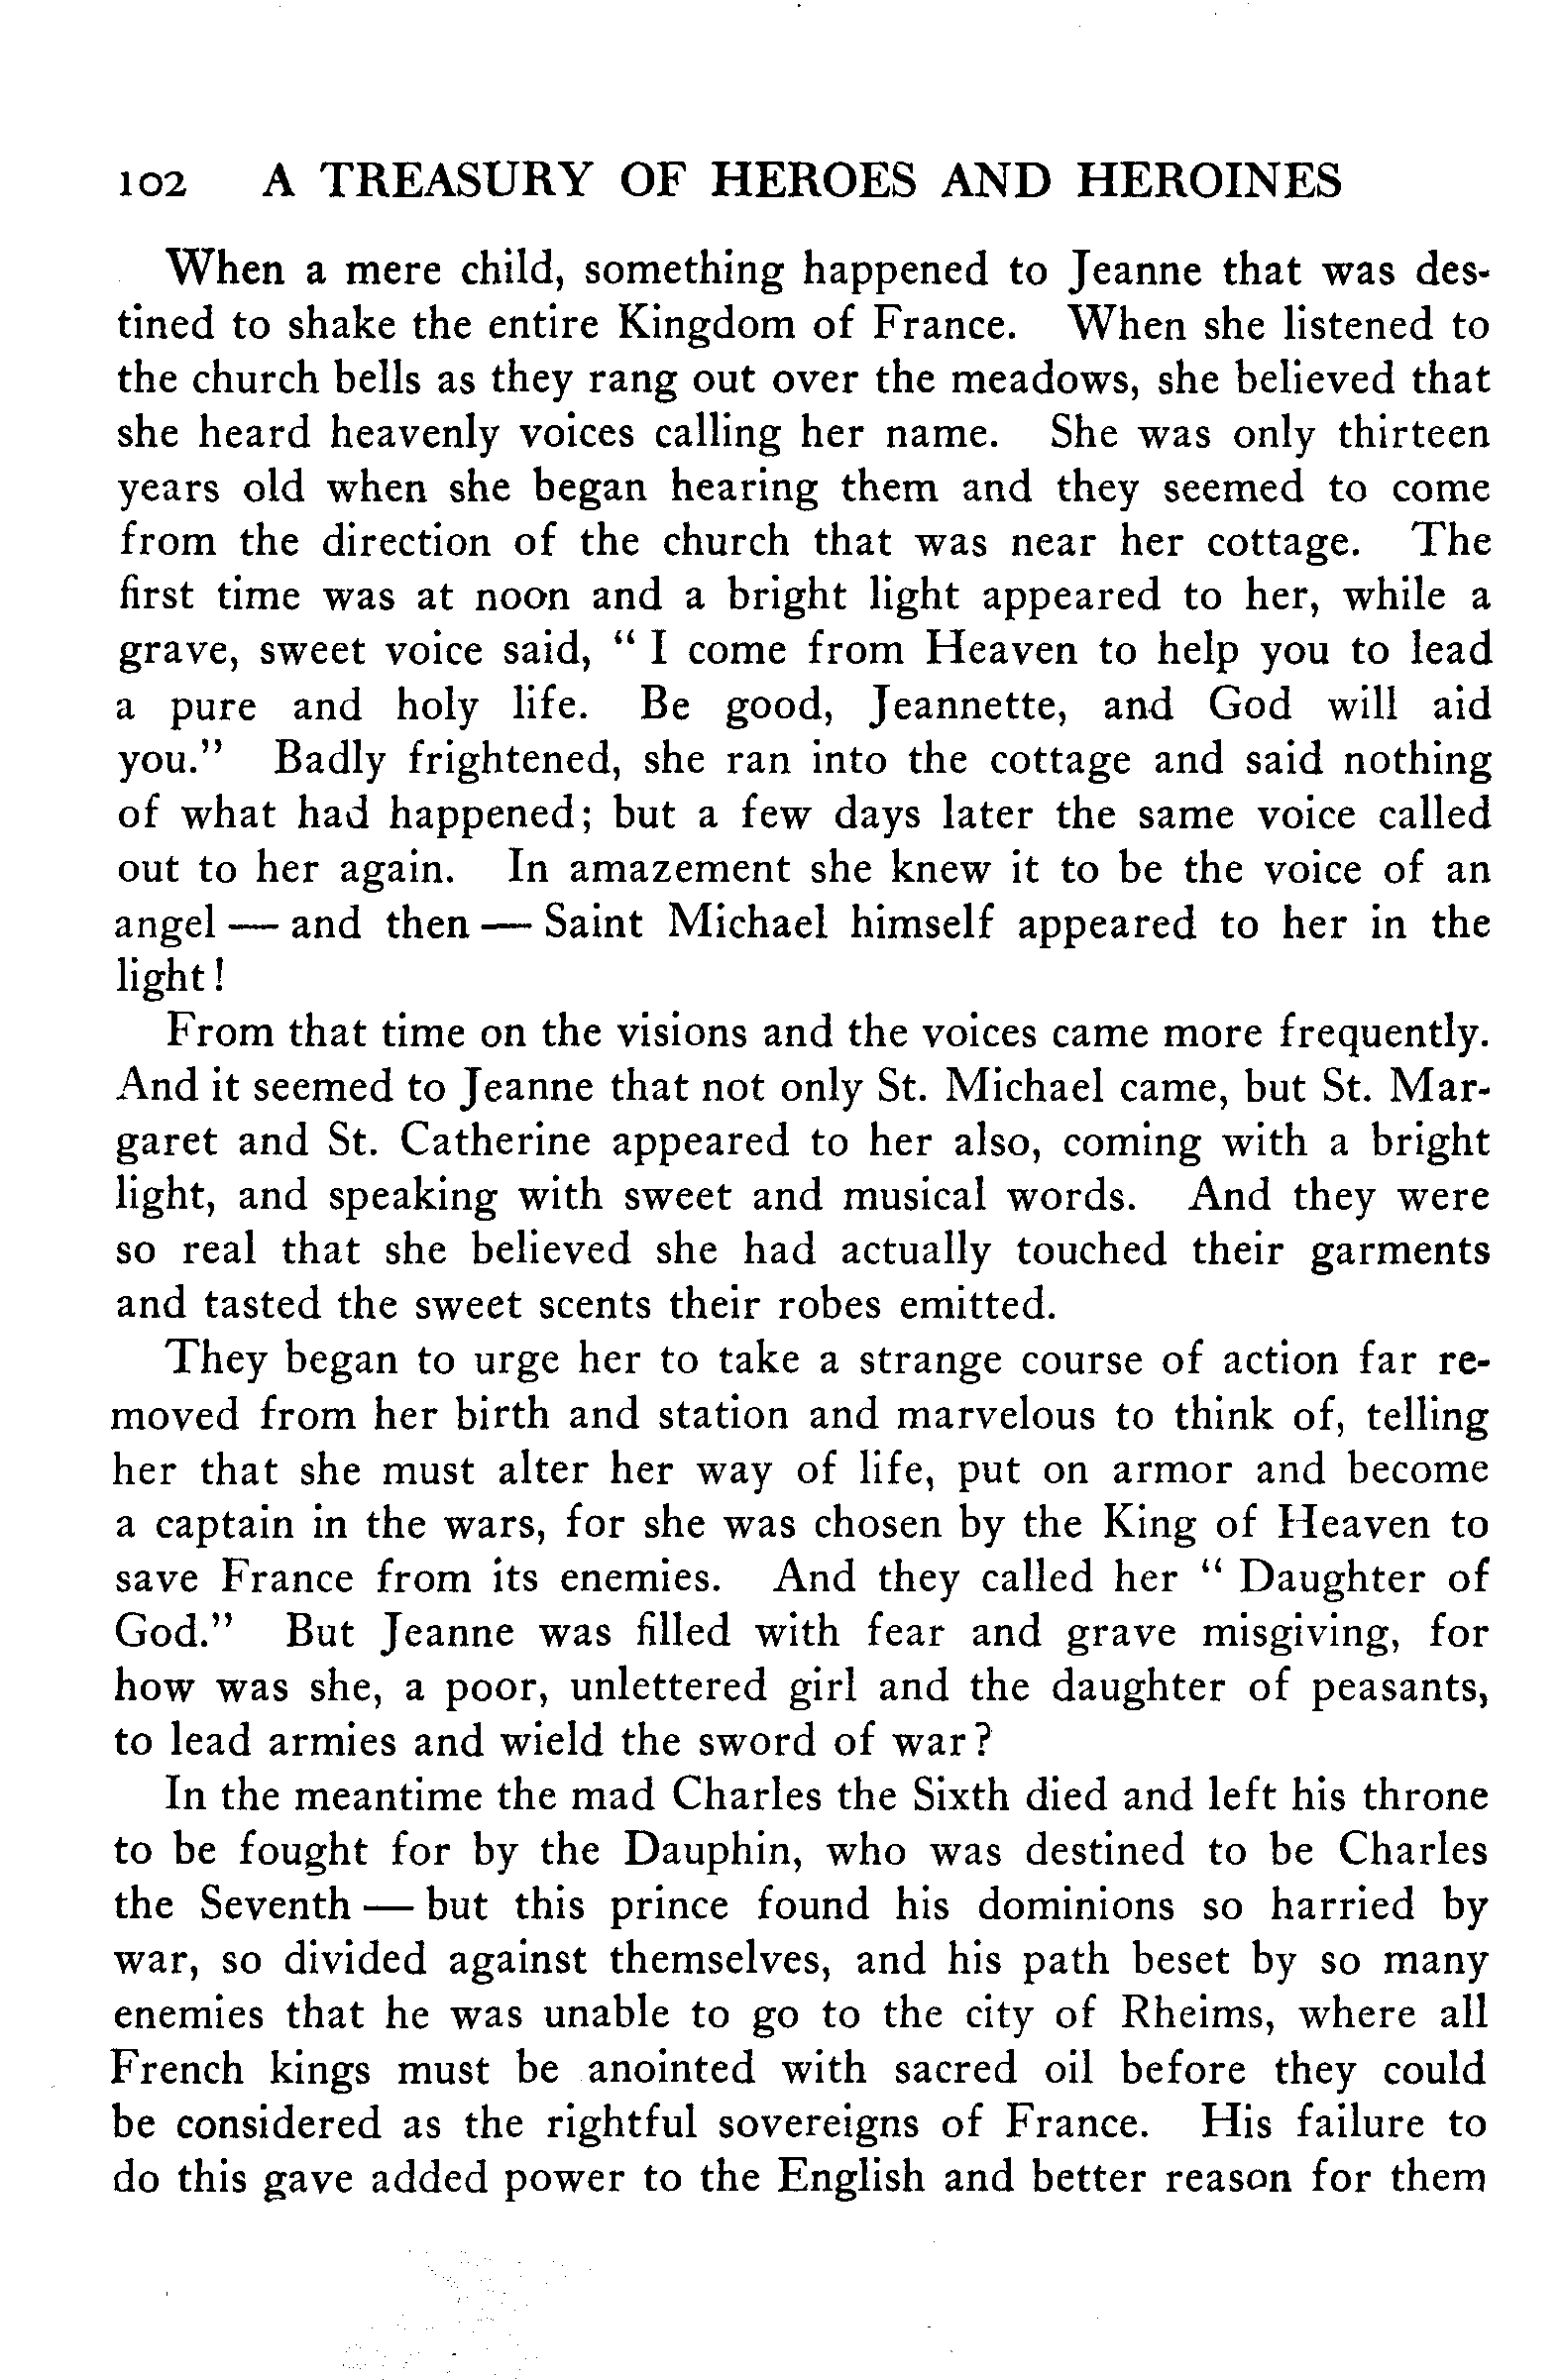 102 A TREASURY OF HEROES AND HEROINES
When a mere child, something happened to Jeanne that was des-
tined to shake the entire Kingdom of France. When she listened to
the church bells as they rang out over the meadows, she believed that
she heard heavenly voices calling her name. She was only thirteen
years old when she began hearing them and they seemed to come
from the direction of the church that was near her cottage. The
first time was at noon and a bright light appeared to her, while a
grave, sweet voice said, “ I come from Heaven to help you to lead
a pure and holy life. Be good, Jeannette, and God will aid
you.” Badly frightened, she ran into the cottage and said nothing
of what had happened; but a few days later the same voice called
out to her again. In amazement she knew it to be the voice of an
angel — and then — Saint Michael himself appeared to her in the
light!
From that time on the visions and the voices came more frequently.
And it seemed to Jeanne that not only St. Michael came, but St. Mar-
garet and St. Catherine appeared to her also, coming with a bright
light, and speaking with sweet and musical words. And they were
so real that she believed she had actually touched their garments
and tasted the sweet scents their robes emitted.
They began to urge her to take a strange course of action far re-
moved from her birth and station and marvelous to think of, telling
her that she must alter her way of life, put on armor and become
a captain in the wars, for she was chosen by the King of Heaven to
save France from its enemies. And they called her “ Daughter of
God.” But Jeanne was filled with fear and grave misgiving, for
how was she, a poor, unlettered girl and the daughter of peasants,
to lead armies and wield the sword of war?
In the meantime the mad Charles the Sixth died and left his throne
to be fought for by the Dauphin, who was destined to be Charles
the Seventh — but this prince found his dominions so harried by
war, so divided against themselves, and his path beset by so many
enemies that he was unable to go to the city of Rheims, where all
French kings must be anointed with sacred oil before they could
be considered as the rightful sovereigns of France. His failure to
do this gave added power to the English and better reason for them